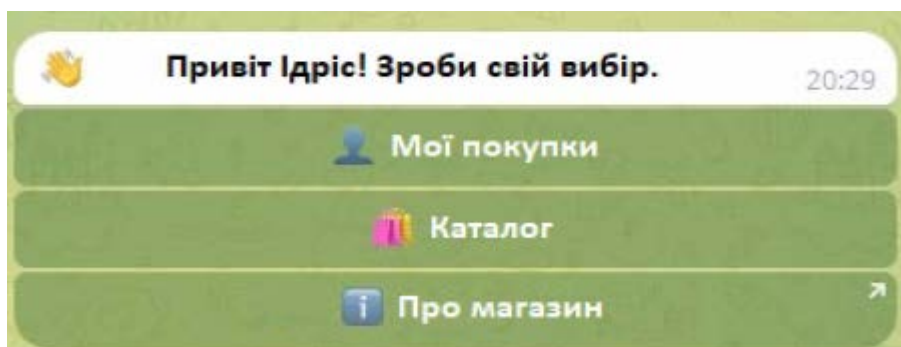 👋 Привіт Ідріс! Зроби свій вибір.
20:29
👤 Мої покупки
🛍️ Каталог
ℹ️ Про магазин